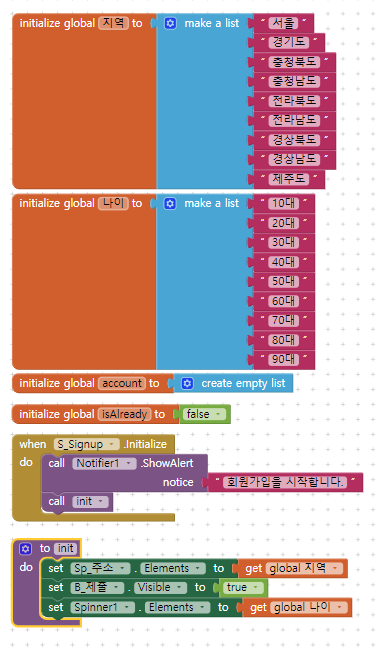 initialize global 지역 to make a list " 서울 "
" 경기도 "
" 충청북도 "
" 충청남도 "
" 전라북도 "
" 전라남도 "
" 경상북도 "
" 경상남도 "
" 제주도 "
initialize global 나이 to make a list " 10대 "
" 20대 "
" 30대 "
" 40대 "
" 50대 "
" 60대 "
" 70대 "
" 80대 "
" 90대 "
initialize global account to create empty list
initialize global isAlready to false
when S_Signup .Initialize
do call Notifier1 .ShowAlert
notice " 회원가입을 시작합니다. "
call init
to init
do set Sp_주소 . Elements to get global 지역
set B_제출 . Visible to true
set Spinner1 . Elements to get global 나이